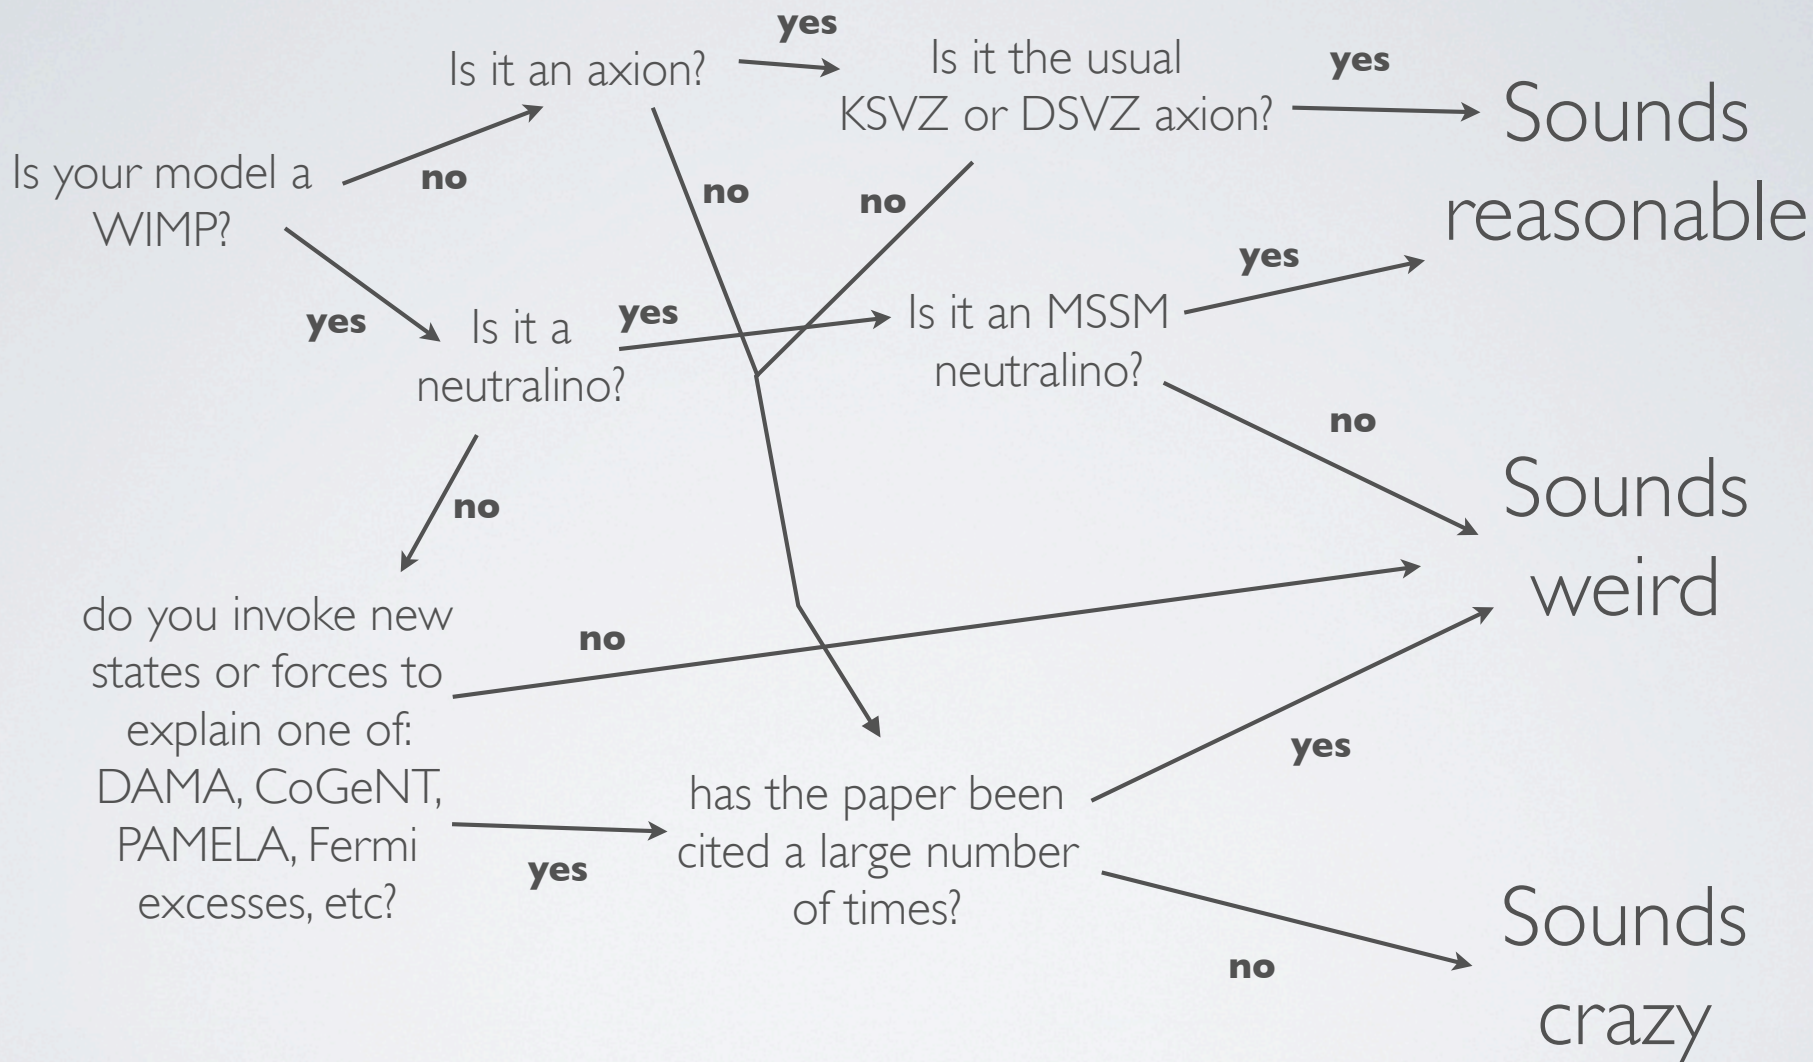 yes
Is it an axion?
Is it the usual
KSVZ or DSVZ axion?
yes
Sounds
reasonable
Is your model a
WIMP?
no
no
no
yes
yes
Is it a
neutralino?
yes
Is it an MSSM
neutralino?
no
no
Sounds
weird
do you invoke new
states or forces to
explain one of:
DAMA, CoGeNT,
PAMELA, Fermi
excesses, etc?
no
yes
yes
has the paper been
cited a large number
of times?
no
Sounds
crazy